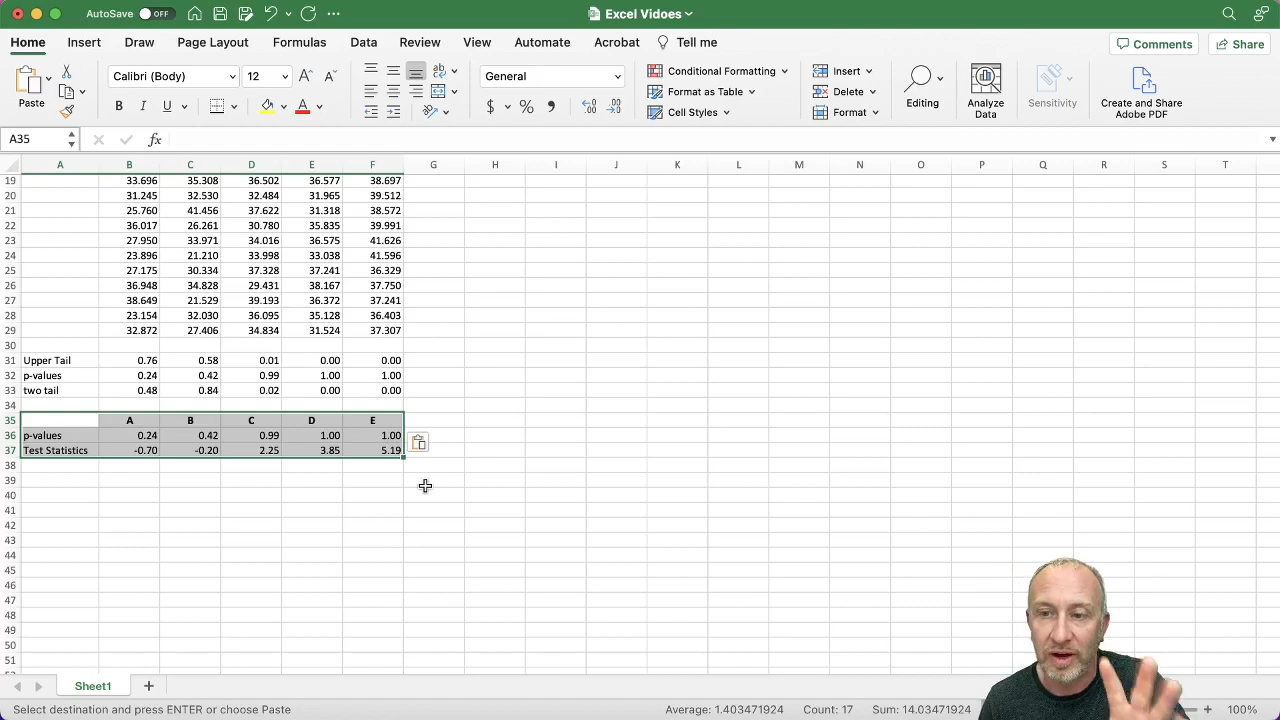 AutoSave OFF Excel Vidoes
Home Insert Draw Page Layout Formulas Data Review View Automate Acrobat Tell me Comments Share
Paste Calibri (Body) 12 A A ab General Conditional Formatting Insert Editing Analyze Data Sensitivity Create and Share Adobe PDF
B I U A $ % , Format as Table Delete
Cell Styles Format
A35 fx
A B C D E F G H I J K L M N O P Q R S T
19 33.696 35.308 36.502 36.577 38.697
20 31.245 32.530 32.484 31.965 39.512
21 25.760 41.456 37.622 31.318 38.572
22 36.017 26.261 30.780 35.835 39.991
23 27.950 33.971 34.016 36.575 41.626
24 23.896 21.210 33.998 33.038 41.596
25 27.175 30.334 37.328 37.241 36.329
26 36.948 34.828 29.431 38.167 37.750
27 38.649 21.529 39.193 36.372 37.241
28 23.154 32.030 36.095 35.128 36.403
29 32.872 27.406 34.834 31.524 37.307
30
31 Upper Tail 0.76 0.58 0.01 0.00 0.00
32 p-values 0.24 0.42 0.99 1.00 1.00
33 two tail 0.48 0.84 0.02 0.00 0.00
34
35 A B C D E
36 p-values 0.24 0.42 0.99 1.00 1.00
37 Test Statistics -0.70 -0.20 2.25 3.85 5.19
38
39
40
41
42
43
44
45
46
47
48
49
50
51
Sheet1
Select destination and press ENTER or choose Paste Average: 1.403471924 Count: 17 Sum: 14.03471924 100%